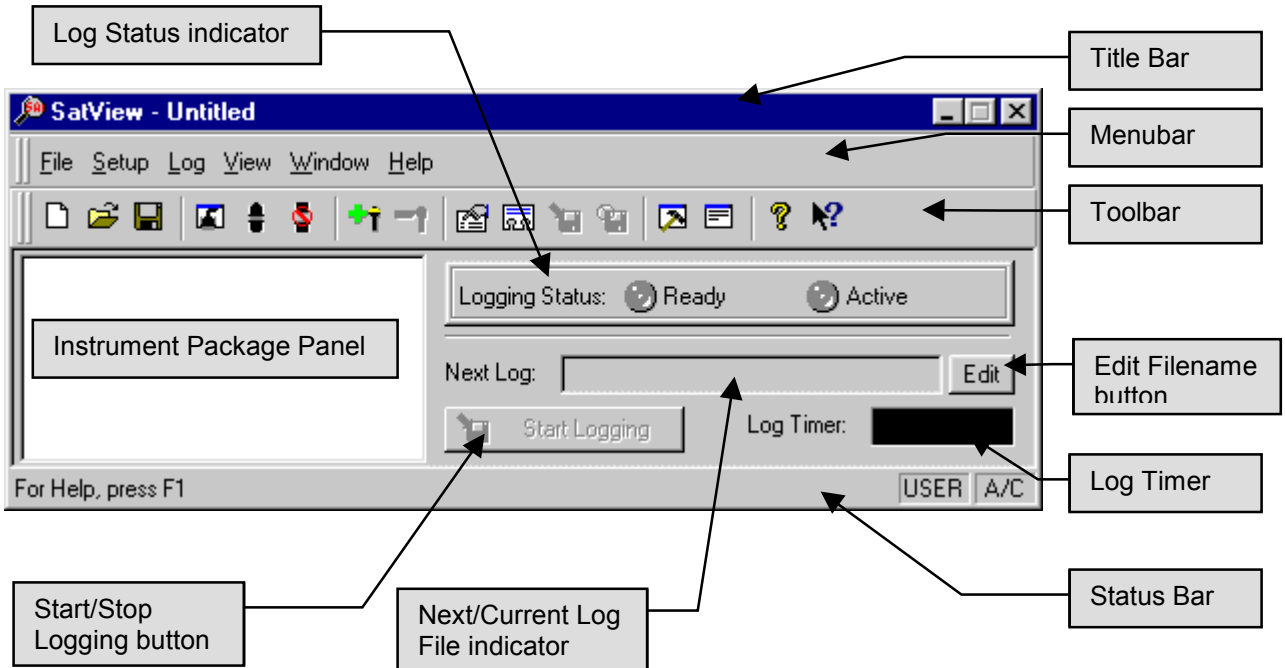 Log Status indicator
Title Bar
SatView - Untitled
Menubar
File Setup Log View Window Help
Toolbar
Logging Status: Ready Active
Instrument Package Panel
Next Log: Edit
Edit Filename
button
Start Logging Log Timer:
For Help, press F1 USER A/C
Log Timer
Start/Stop
Logging button
Next/Current Log
File indicator
Status Bar